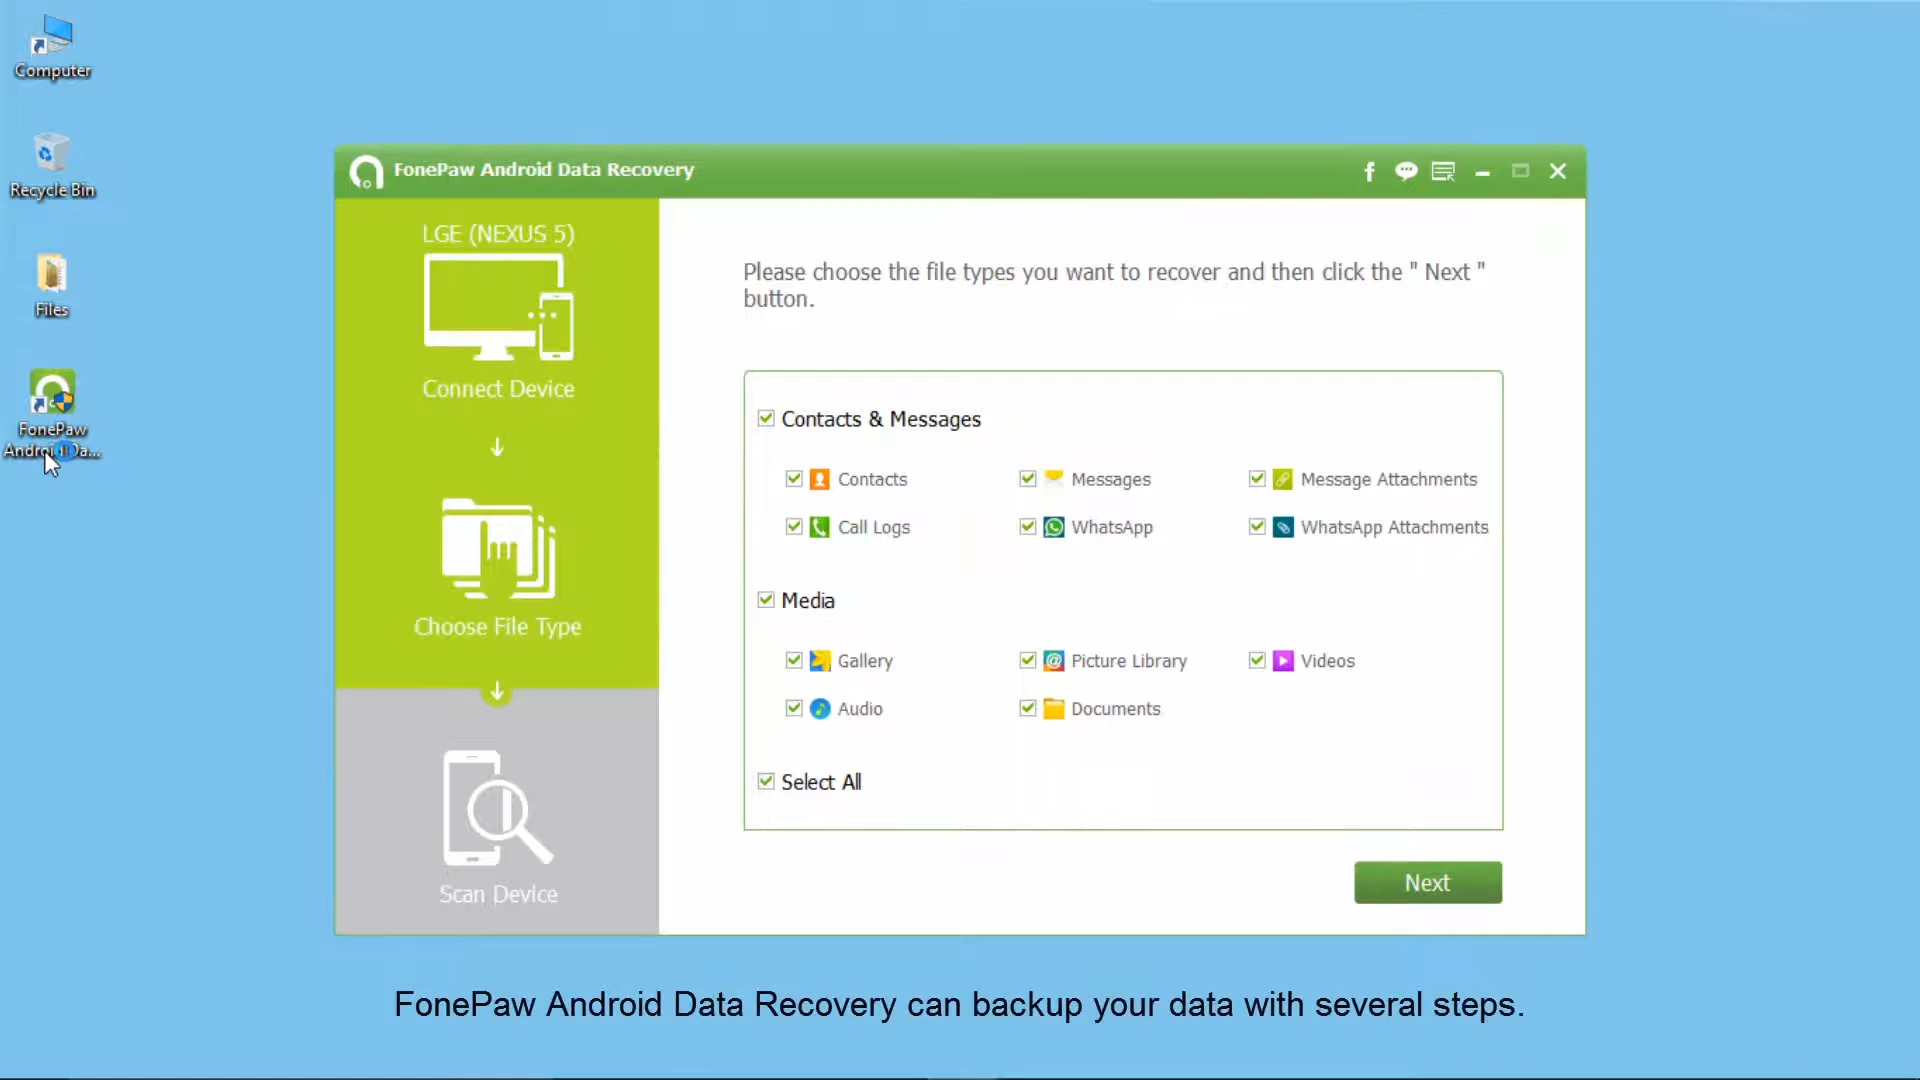 Computer
Recycle Bin
Files
FonePaw
Android Da...
FonePaw Android Data Recovery
LGE (NEXUS 5)
Connect Device
Choose File Type
Scan Device
Please choose the file types you want to recover and then click the " Next "
button.
Contacts & Messages
Contacts
Messages
Message Attachments
Call Logs
WhatsApp
WhatsApp Attachments
Media
Gallery
Picture Library
Videos
Audio
Documents
Select All
Next
FonePaw Android Data Recovery can backup your data with several steps.